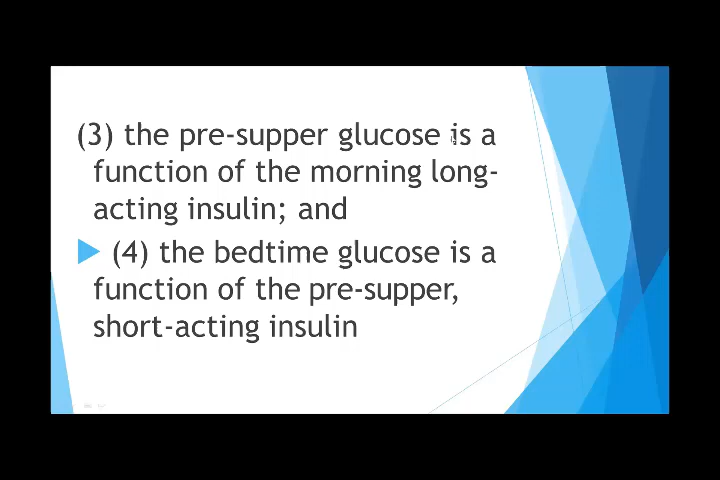 (3) the pre-supper glucose is a
function of the morning long-
acting insulin; and
(4) the bedtime glucose is a
function of the pre-supper,
short-acting insulin